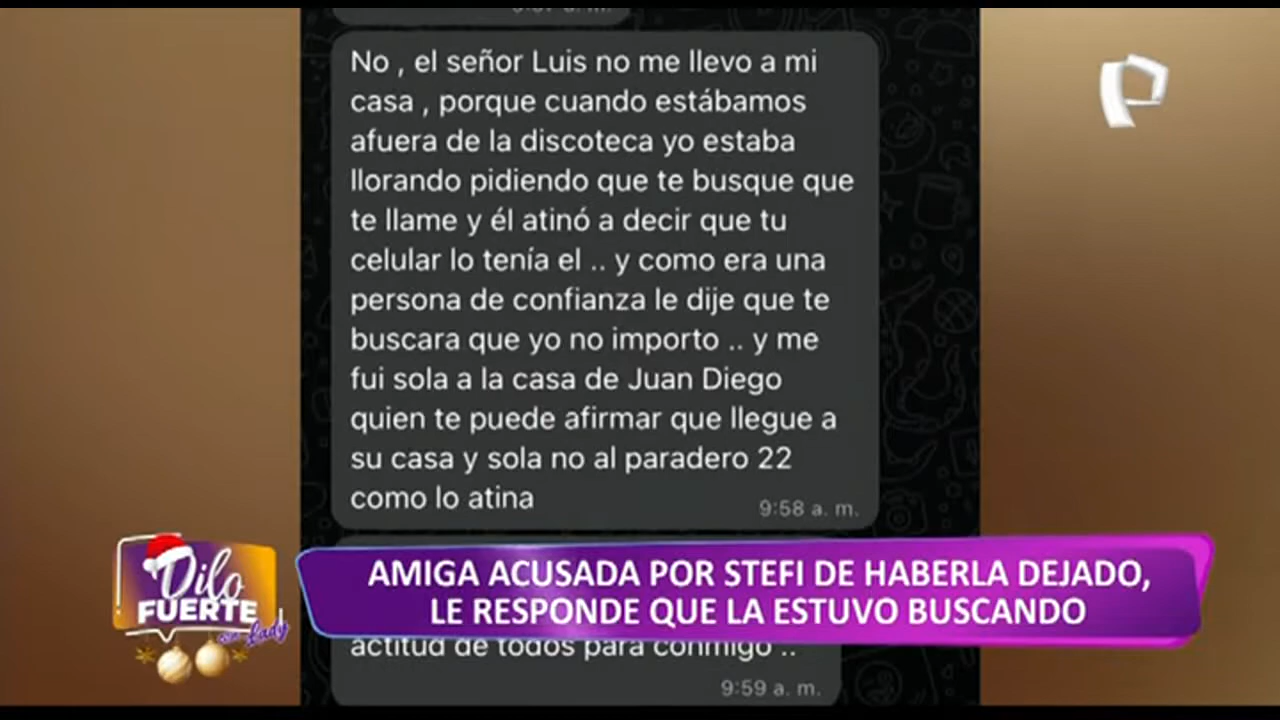 No , el señor Luis no me llevo a mi
casa , porque cuando estábamos
afuera de la discoteca yo estaba
llorando pidiendo que te busque que
te llame y él atinó a decir que tu
celular lo tenía el .. y como era una
persona de confianza le dije que te
buscara que yo no importo .. y me
fui sola a la casa de Juan Diego
quien te puede afirmar que llegue a
su casa y sola no al paradero 22
como lo atina
9:58 a. m.
Dilo
FUERTE
con Lady
AMIGA ACUSADA POR STEFI DE HABERLA DEJADO,
LE RESPONDE QUE LA ESTUVO BUSCANDO
actitud de todos para conmigo ..
9:59 a. m.